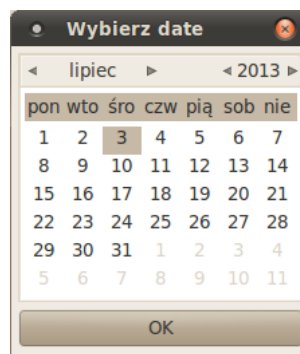 Wybierz date
lipiec 2013
pon wto śro czw pią sob nie
1 2 3 4 5 6 7
8 9 10 11 12 13 14
15 16 17 18 19 20 21
22 23 24 25 26 27 28
29 30 31 1 2 3 4
5 6 7 8 9 10 11
OK